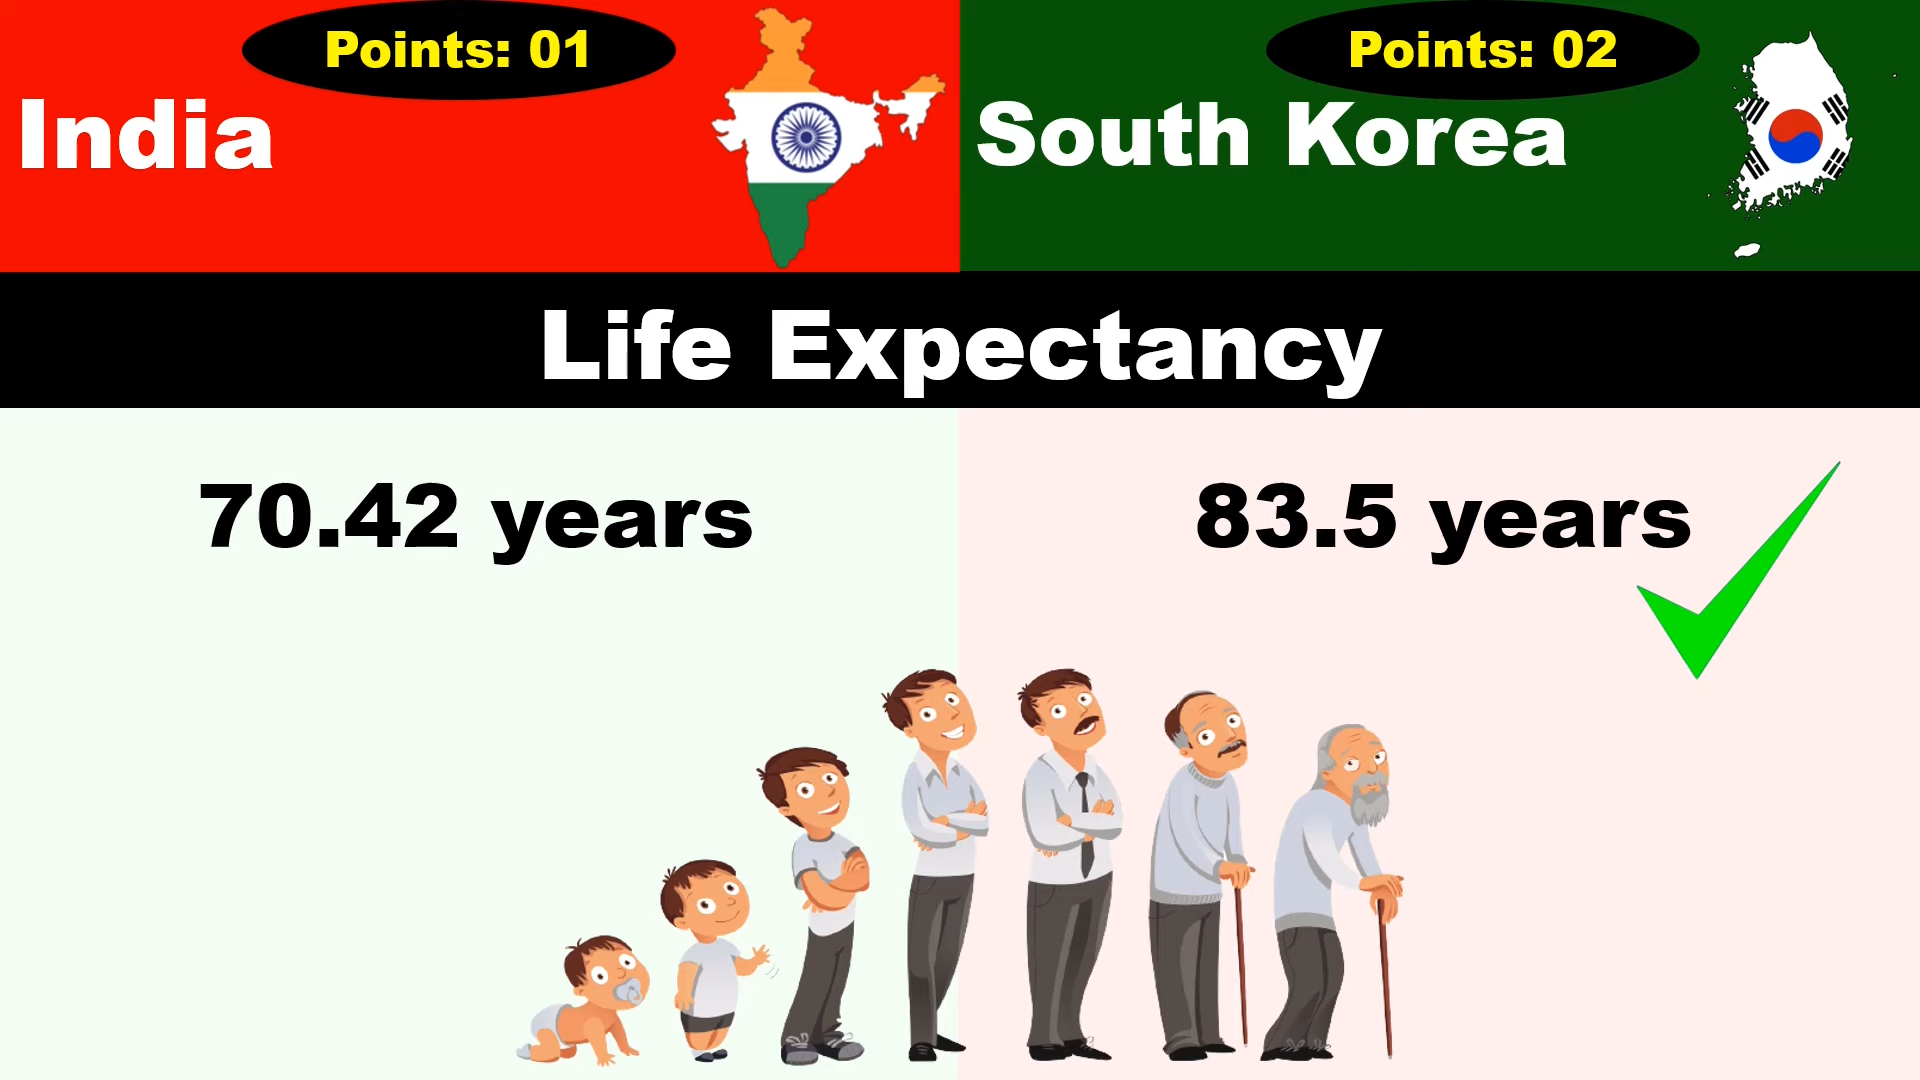 Points: 01
India
Points: 02
South Korea
Life Expectancy
70.42 years
83.5 years